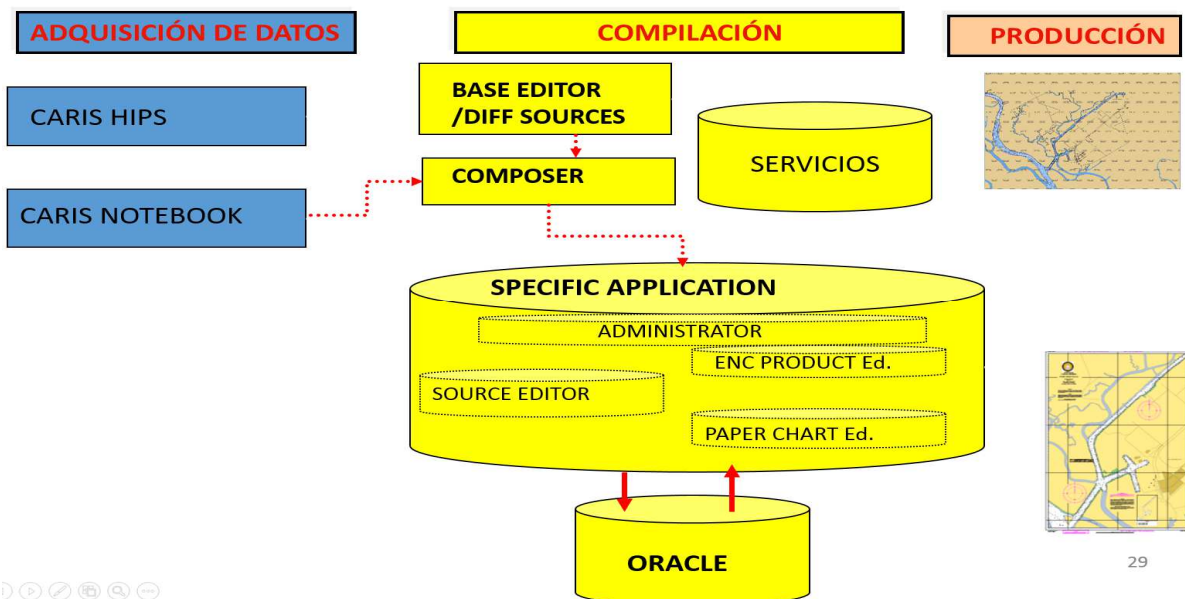 ADQUISICIÓN DE DATOS
COMPILACIÓN
PRODUCCIÓN
CARIS HIPS
CARIS NOTEBOOK
BASE EDITOR
/DIFF SOURCES
COMPOSER
SERVICIOS
SPECIFIC APPLICATION
ADMINISTRATOR
ENC PRODUCT Ed.
SOURCE EDITOR
PAPER CHART Ed.
ORACLE
29